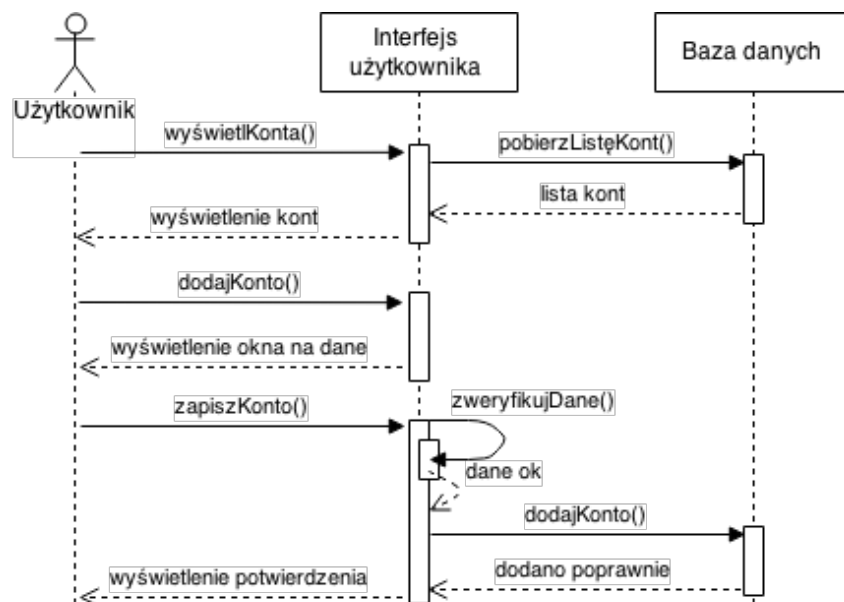 Interfejs
użytkownika
Baza danych
Użytkownik
wyświetlKonta()
pobierzListęKont()
lista kont
wyświetlenie kont
dodajKonto()
wyświetlenie okna na dane
zapiszKonto()
zweryfikujDane()
dane ok
dodajKonto()
dodano poprawnie
wyświetlenie potwierdzenia